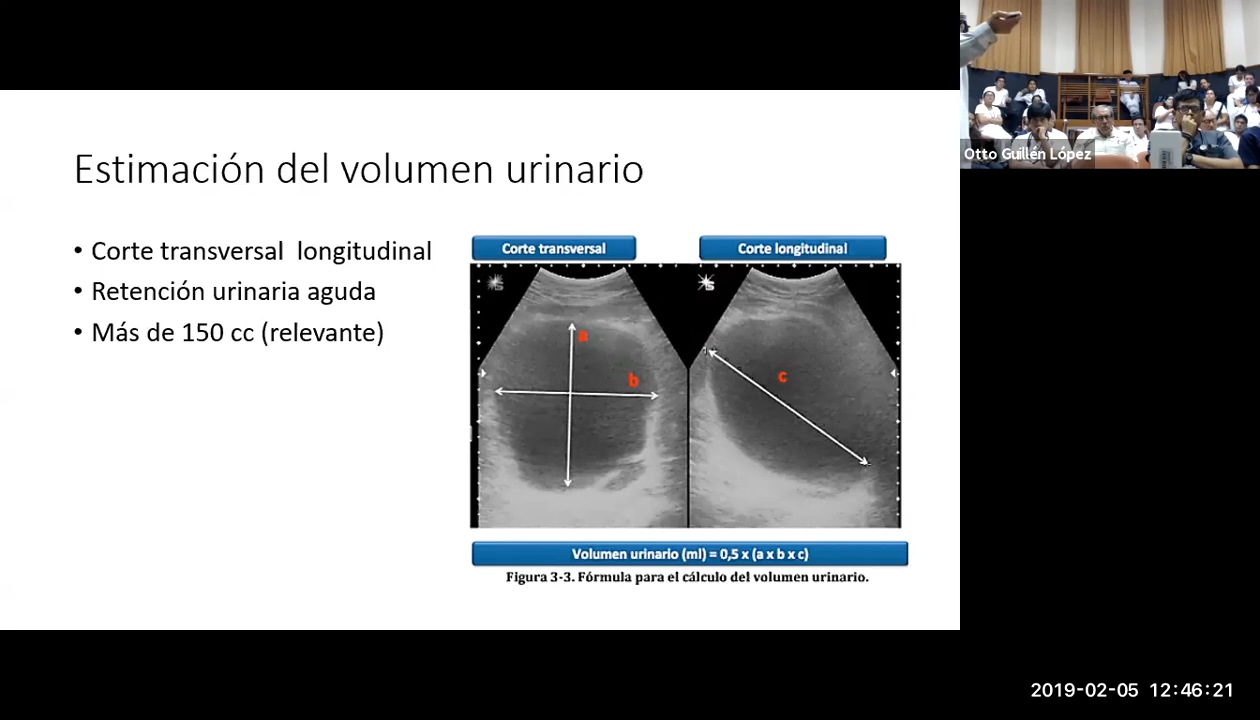 Estimación del volumen urinario
• Corte transversal longitudinal
• Retención urinaria aguda
• Más de 150 cc (relevante)
Corte transversal
Corte longitudinal
a
b
c
Volumen urinario (ml) = 0,5 x (a x b x c)
Figura 3-3. Fórmula para el cálculo del volumen urinario.
Otto Guillén López
2019-02-05 12:46:21